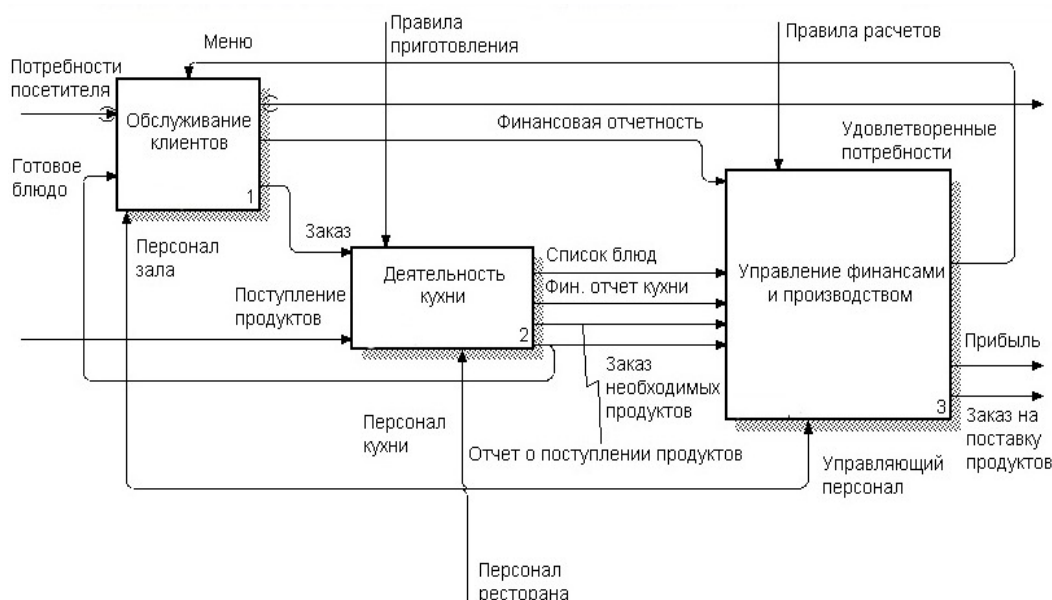 Правила
приготовления
Меню
Правила расчетов
Потребности
посетителя
Обслуживание
клиентов
1
Финансовая отчетность
Удовлетворенные
потребности
Готовое
блюдо
Персонал
зала
Заказ
Деятельность
кухни
2
Список блюд
Фин. отчет кухни
Управление финансами
и производством
3
Поступление
продуктов
Заказ
необходимых
продуктов
Прибыль
Персонал
кухни
Отчет о поступлении продуктов
Заказ на
поставку
продуктов
Управляющий
персонал
Персонал
ресторана